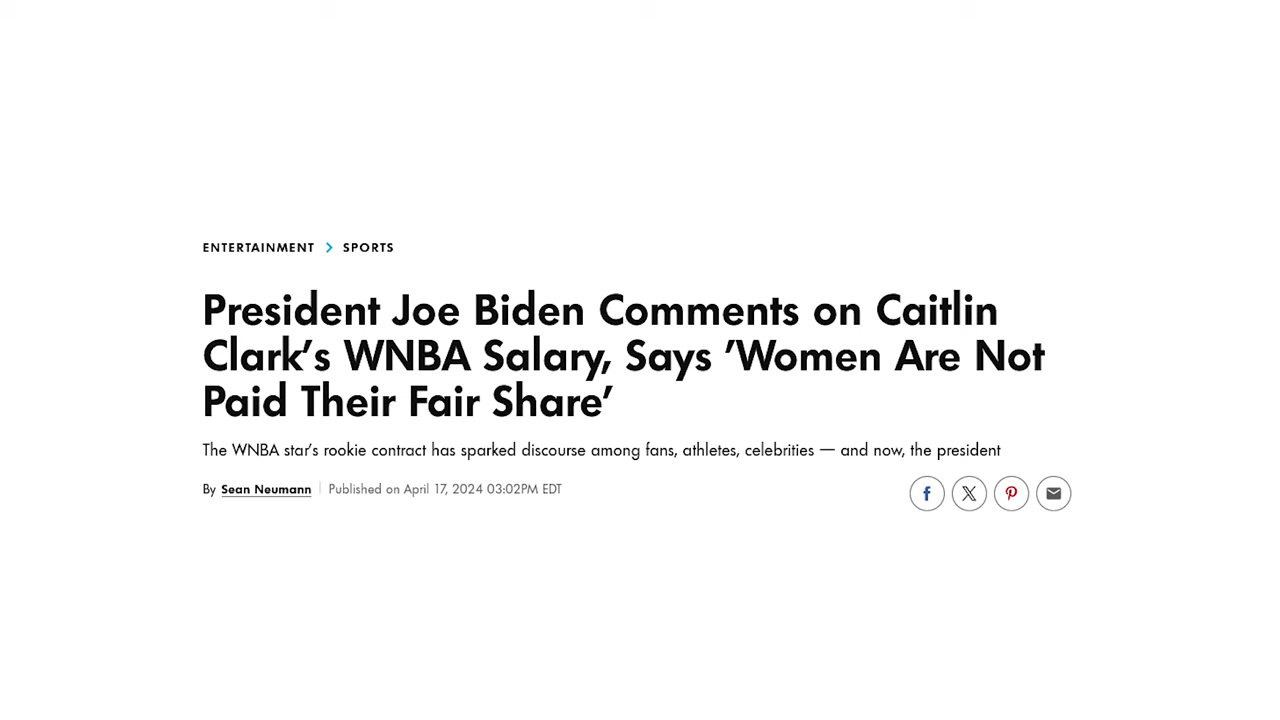 ENTERTAINMENT > SPORTS
President Joe Biden Comments on Caitlin
Clark's WNBA Salary, Says 'Women Are Not
Paid Their Fair Share'
The WNBA star's rookie contract has sparked discourse among fans, athletes, celebrities — and now, the president
By Sean Neumann | Published on April 17, 2024 03:02PM EDT